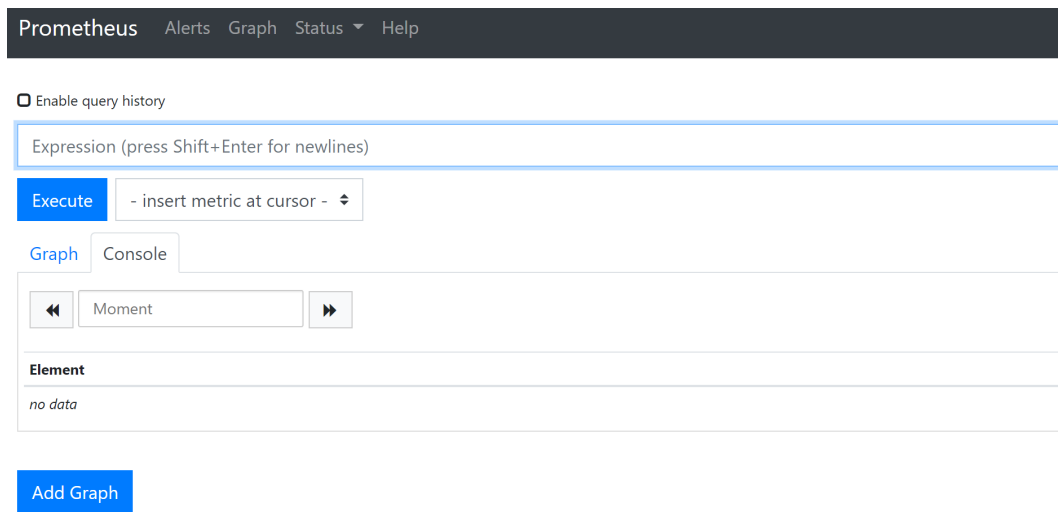 Prometheus Alerts Graph Status Help
Enable query history
Expression (press Shift+Enter for newlines)
Execute - insert metric at cursor -
Graph Console
Moment
Element
no data
Add Graph